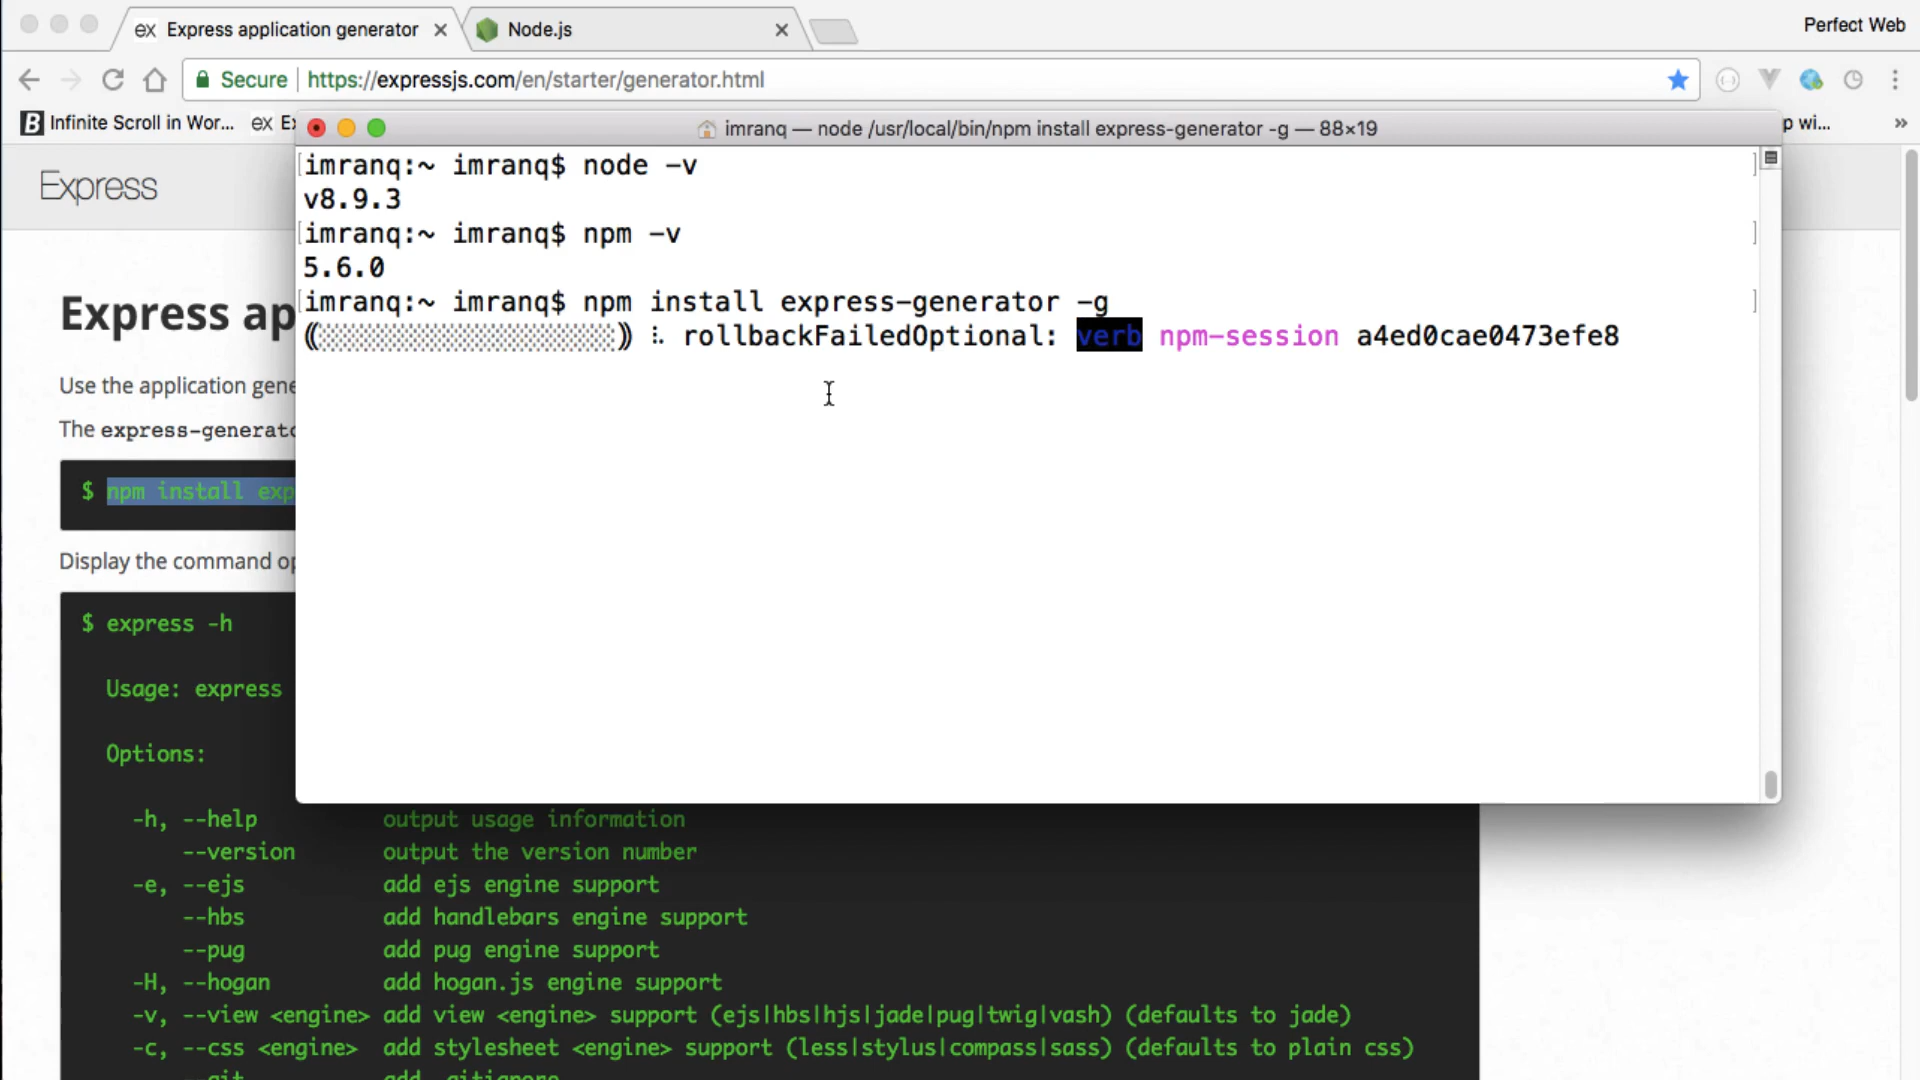 Express application generator
Node.js
Perfect Web
Secure
https://expressjs.com/en/starter/generator.html
Infinite Scroll in Wor...
p wi...
imranq — node /usr/local/bin/npm install express-generator -g — 88×19
imranq:~ imranq$ node -v
v8.9.3
imranq:~ imranq$ npm -v
5.6.0
imranq:~ imranq$ npm install express-generator -g
rollbackFailedOptional: verb npm-session a4ed0cae0473efe8
Express
Express ap
Use the application gene
The express-generato
$ npm install exp
Display the command op
$ express -h
Usage: express
Options:
-h, --help output usage information
--version output the version number
-e, --ejs add ejs engine support
--hbs add handlebars engine support
--pug add pug engine support
-H, --hogan add hogan.js engine support
-v, --view <engine> add view <engine> support (ejs|hbs|hjs|jade|pug|twig|vash) (defaults to jade)
-c, --css <engine> add stylesheet <engine> support (less|stylus|compass|sass) (defaults to plain css)
--git add .gitignore